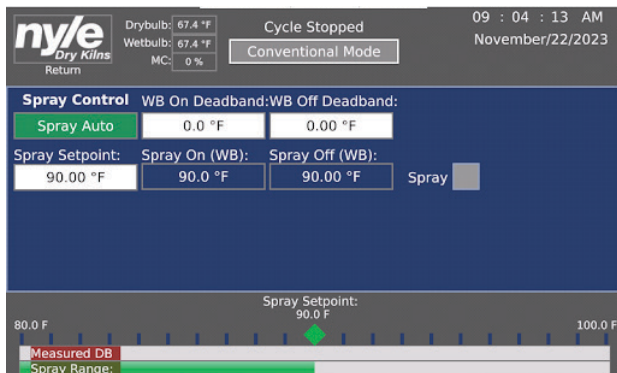 nyle
Dry Kilns
Return
Drybulb: 67.4 °F
Wetbulb: 67.4 °F
MC: 0 %
Cycle Stopped
Conventional Mode
09 : 04 : 13 AM
November/22/2023
Spray Control WB On Deadband: WB Off Deadband:
Spray Auto 0.0 °F 0.00 °F
Spray Setpoint: Spray On (WB): Spray Off (WB):
90.00 °F 90.0 °F 90.00 °F Spray
Spray Setpoint:
90.0 F
80.0 F 100.0 F
Measured DB
Spray Range: